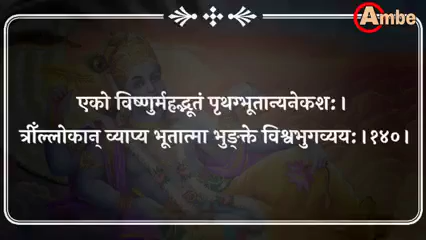 Ambe
एको विष्णुर्महद्भूतं पृथग्भूतान्यनेकशः।
त्रीँल्लोकान् व्याप्य भूतात्मा भुङ्क्ते विश्वभुगव्ययः।१४०।